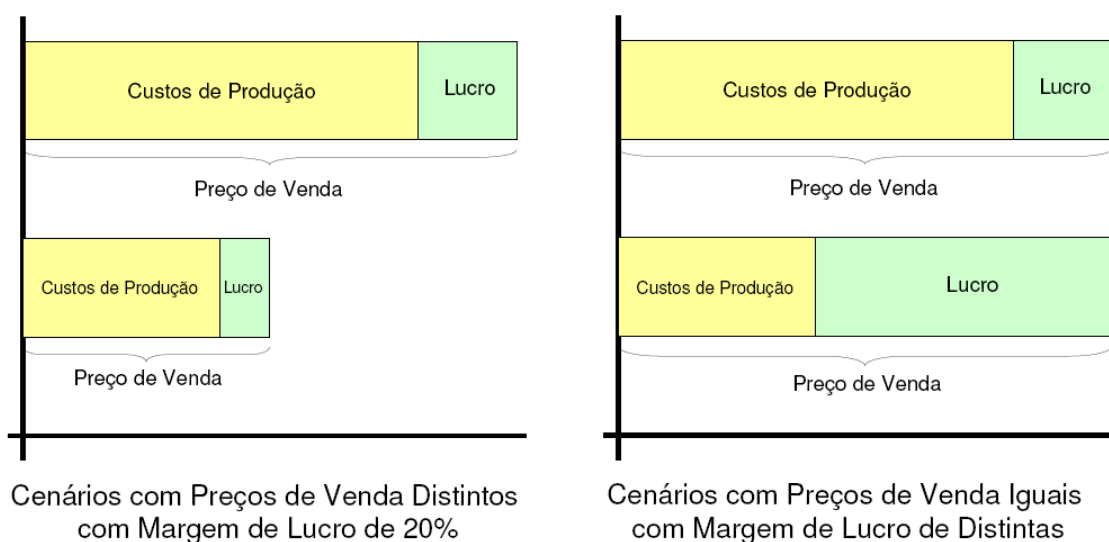 Custos de Produção
Lucro
Preço de Venda
Custos de Produção
Lucro
Preço de Venda
Cenários com Preços de Venda Distintos
com Margem de Lucro de 20%
Custos de Produção
Lucro
Preço de Venda
Custos de Produção
Lucro
Preço de Venda
Cenários com Preços de Venda Iguais
com Margem de Lucro de Distintas